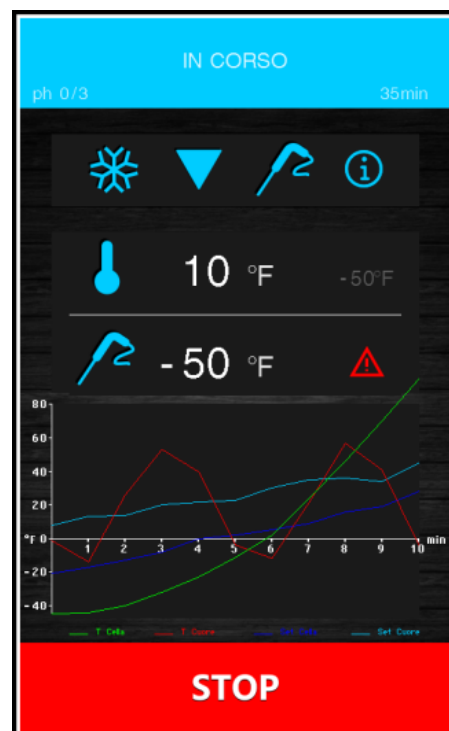 IN CORSO
ph 0/3 35min
10 °F -50°F
-50 °F
80
60
40
20
°F 0
1 2 3 4 5 6 7 8 9 10 min
-20
-40
T Cella T Cuore Set Cuore
STOP